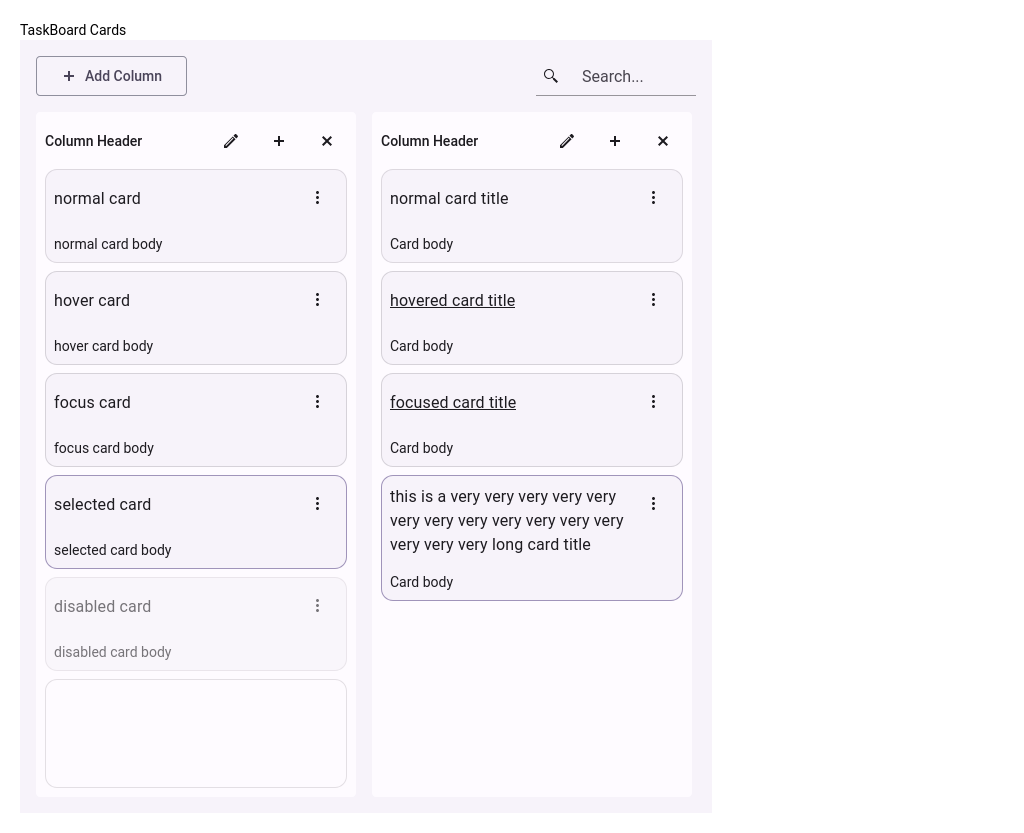 TaskBoard Cards
Add Column
Search...
Column Header
normal card
normal card body
hover card
hover card body
focus card
focus card body
selected card
selected card body
disabled card
disabled card body
Column Header
normal card title
Card body
hovered card title
Card body
focused card title
Card body
this is a very very very very very
very very very very very very very
very very very long card title
Card body